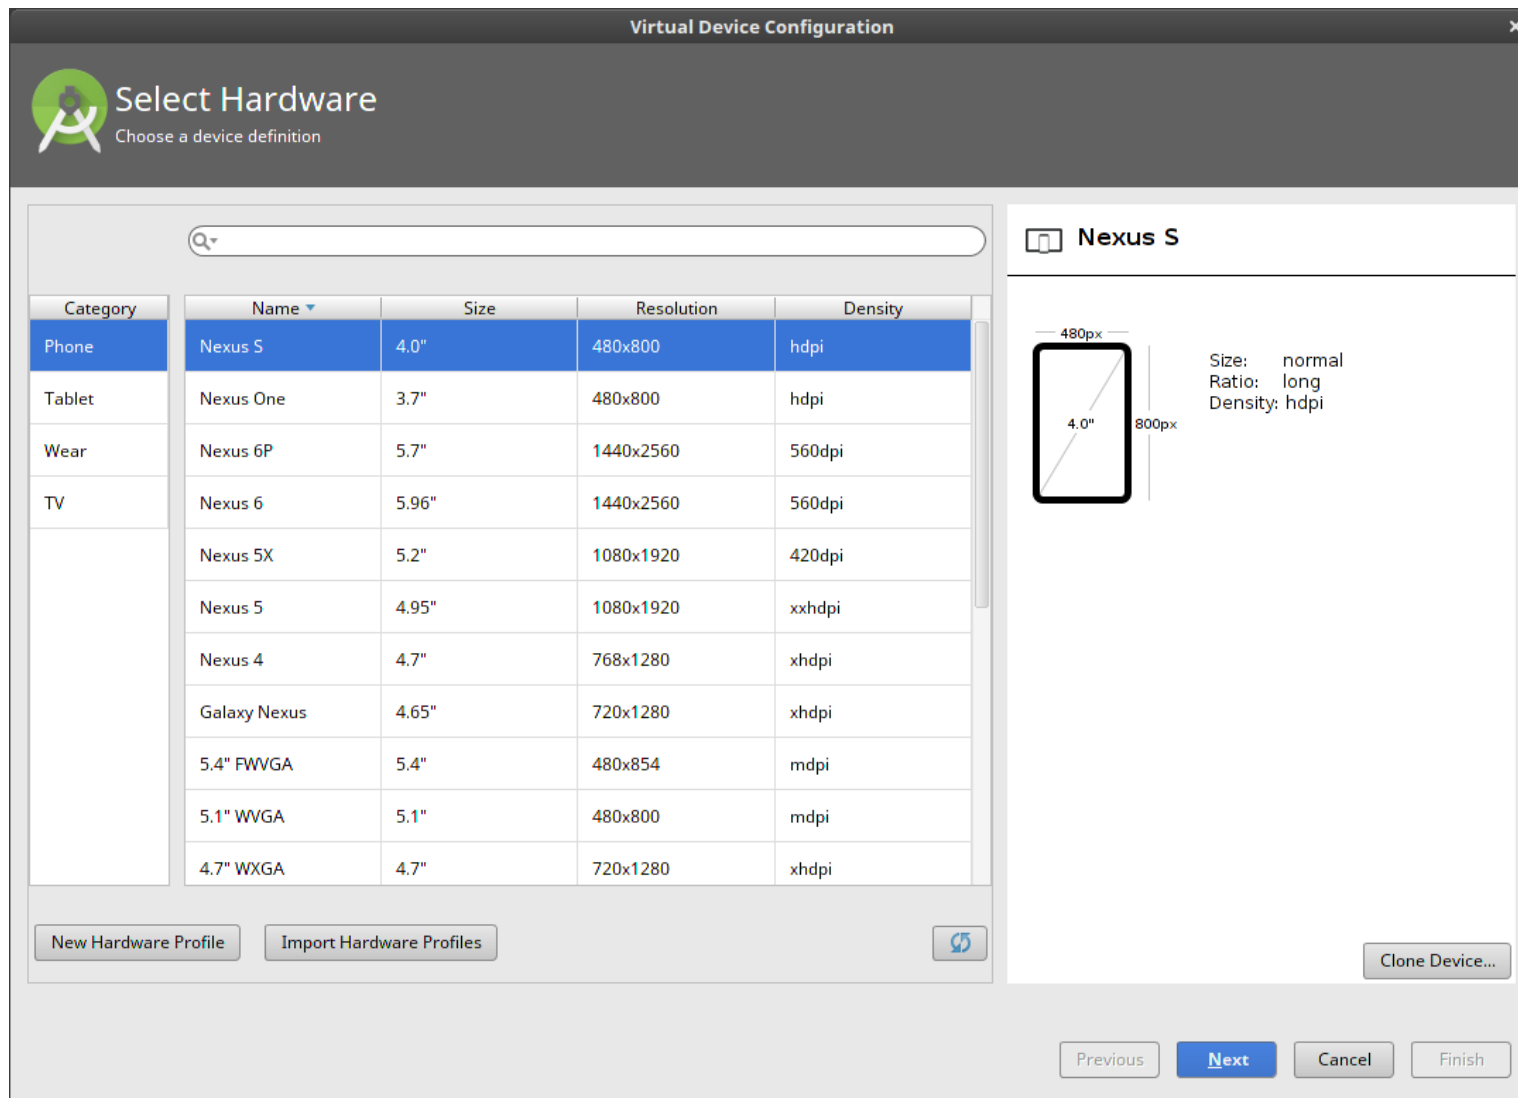 Virtual Device Configuration
Select Hardware
Choose a device definition
Category
Phone
Tablet
Wear
TV
Name Size Resolution Density
Nexus S 4.0" 480x800 hdpi
Nexus One 3.7" 480x800 hdpi
Nexus 6P 5.7" 1440x2560 560dpi
Nexus 6 5.96" 1440x2560 560dpi
Nexus 5X 5.2" 1080x1920 420dpi
Nexus 5 4.95" 1080x1920 xxhdpi
Nexus 4 4.7" 768x1280 xhdpi
Galaxy Nexus 4.65" 720x1280 xhdpi
5.4" FWVGA 5.4" 480x854 mdpi
5.1" WVGA 5.1" 480x800 mdpi
4.7" WXGA 4.7" 720x1280 xhdpi
New Hardware Profile Import Hardware Profiles
Nexus S
480px
4.0"
800px
Size: normal
Ratio: long
Density: hdpi
Clone Device...
Previous Next Cancel Finish